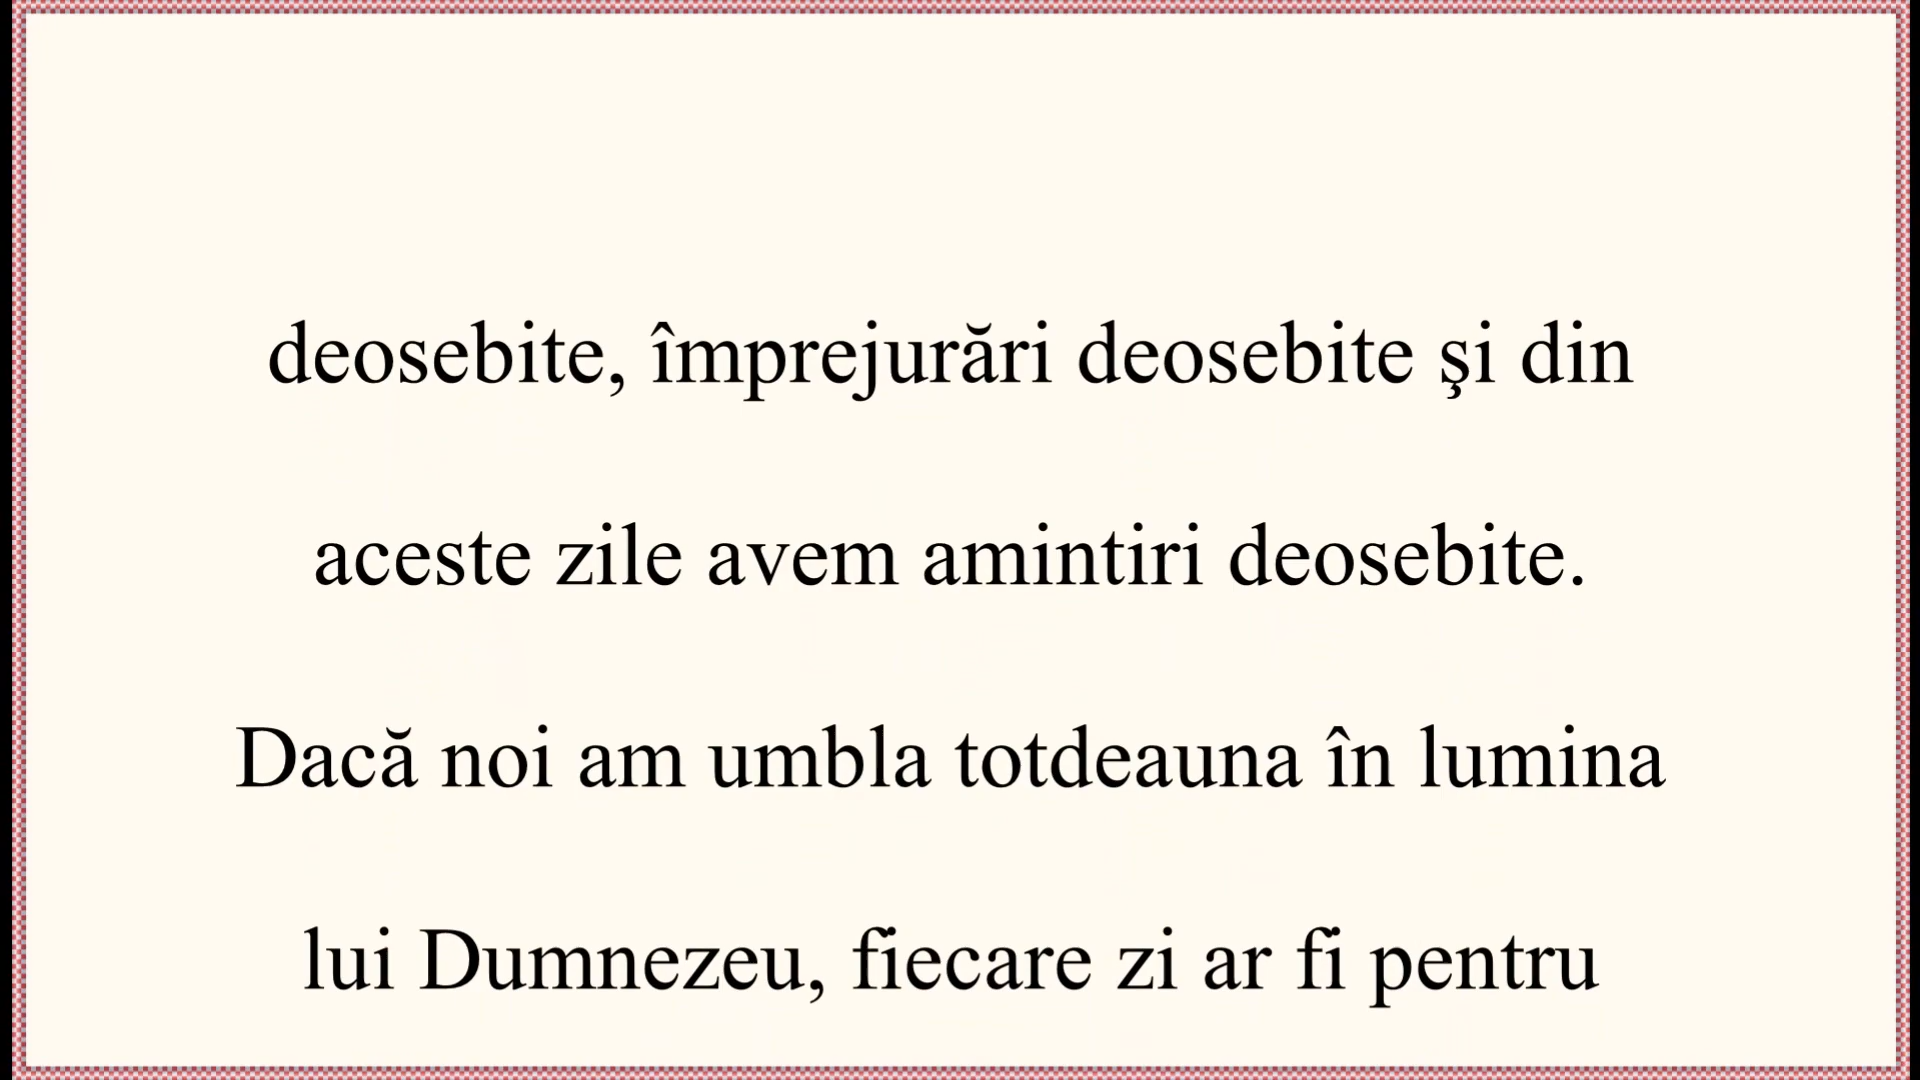 deosebite, împrejurări deosebite şi din
aceste zile avem amintiri deosebite.
Dacă noi am umbla totdeauna în lumina
lui Dumnezeu, fiecare zi ar fi pentru